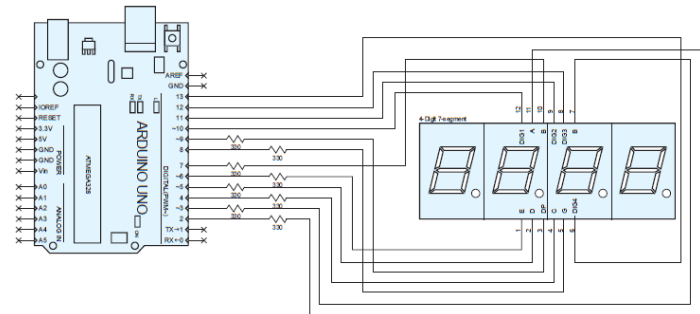 AREF
GND
13
12
11
~10
~9
8
7
~6
~5
4
~3
2
TX→1
RX←0
IOREF
RESET
3.3V
5V
GND
GND
Vin
A0
A1
A2
A3
A4
A5
POWER
ANALOG IN
ATMEGA328
ARDUINO UNO
DIGITAL(PWM~)
RX
TX
L
ON
330
330
330
330
330
330
330
330
4-Digit 7-segment
12
11
10
9
8
7
DIG1
A
B
DIG2
DIG3
B
E
D
DP
C
G
DIG4
1
2
3
4
5
6